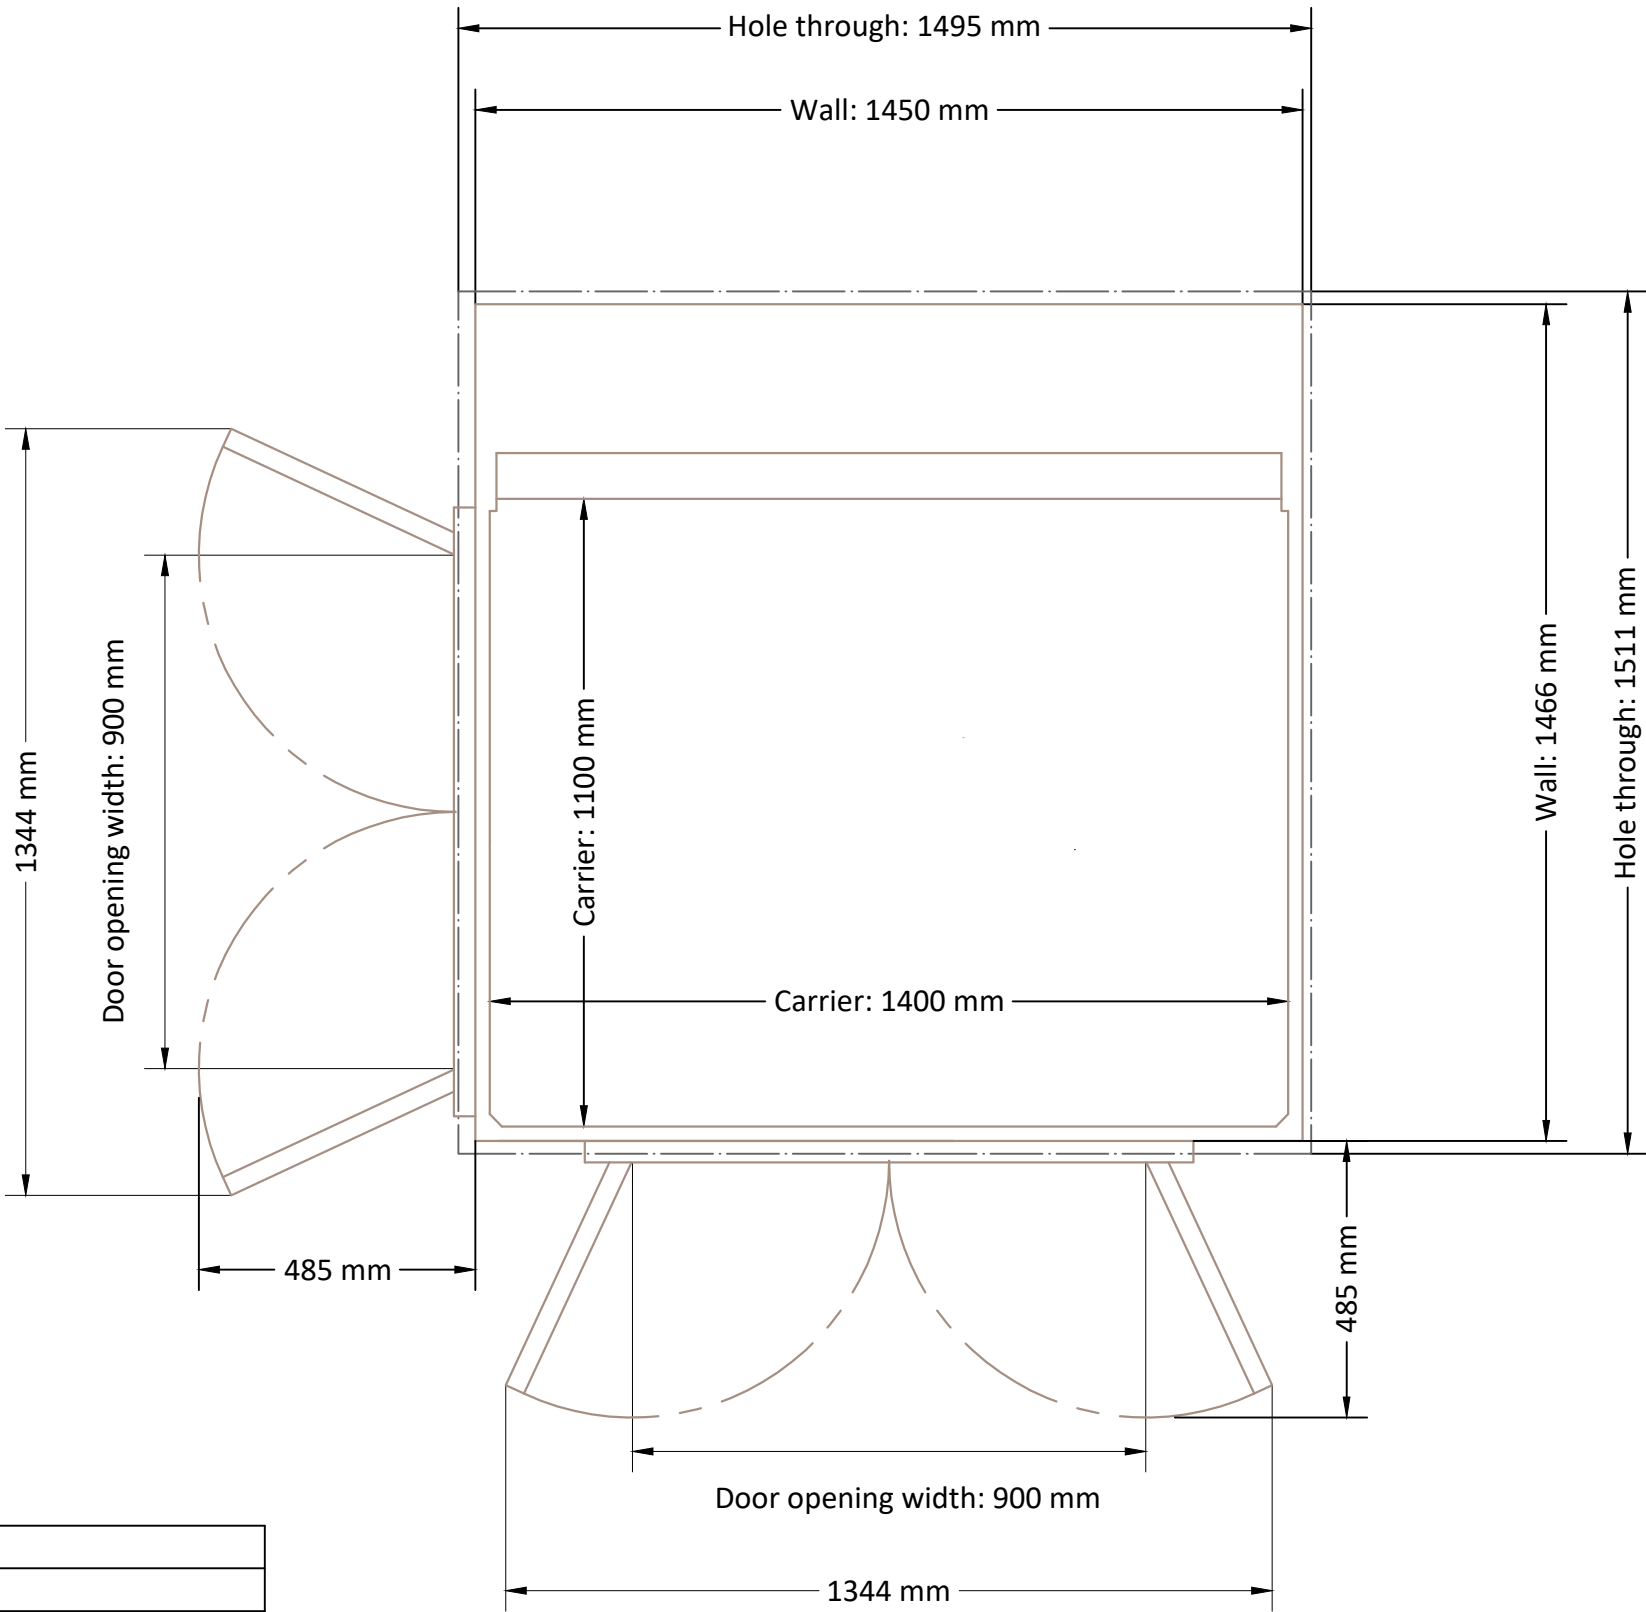 Hole through: 1495 mm
Wall: 1450 mm
1344 mm
Door opening width: 900 mm
Carrier: 1100 mm
Wall: 1466 mm
Hole through: 1511 mm
Carrier: 1400 mm
485 mm
485 mm
Door opening width: 900 mm
1344 mm